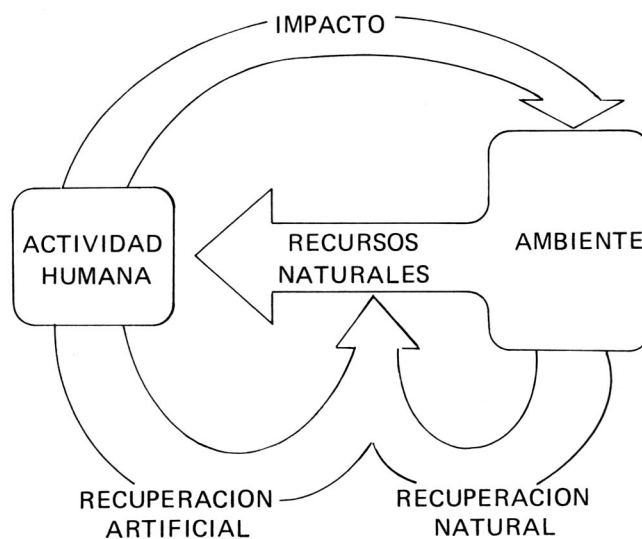 IMPACTO
ACTIVIDAD
HUMANA
RECURSOS
NATURALES
AMBIENTE
RECUPERACION
ARTIFICIAL
RECUPERACION
NATURAL